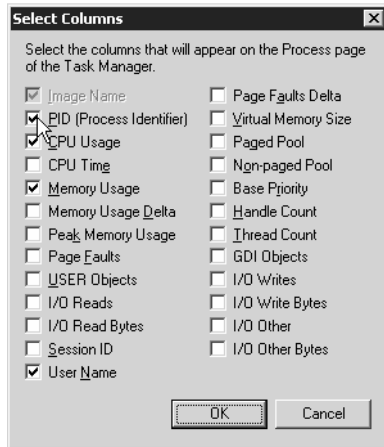 Select Columns
Select the columns that will appear on the Process page
of the Task Manager.
Image Name
PID (Process Identifier)
CPU Usage
CPU Time
Memory Usage
Memory Usage Delta
Peak Memory Usage
Page Faults
USER Objects
I/O Reads
I/O Read Bytes
Session ID
User Name
Page Faults Delta
Virtual Memory Size
Paged Pool
Non-paged Pool
Base Priority
Handle Count
Thread Count
GDI Objects
I/O Writes
I/O Write Bytes
I/O Other
I/O Other Bytes
OK
Cancel